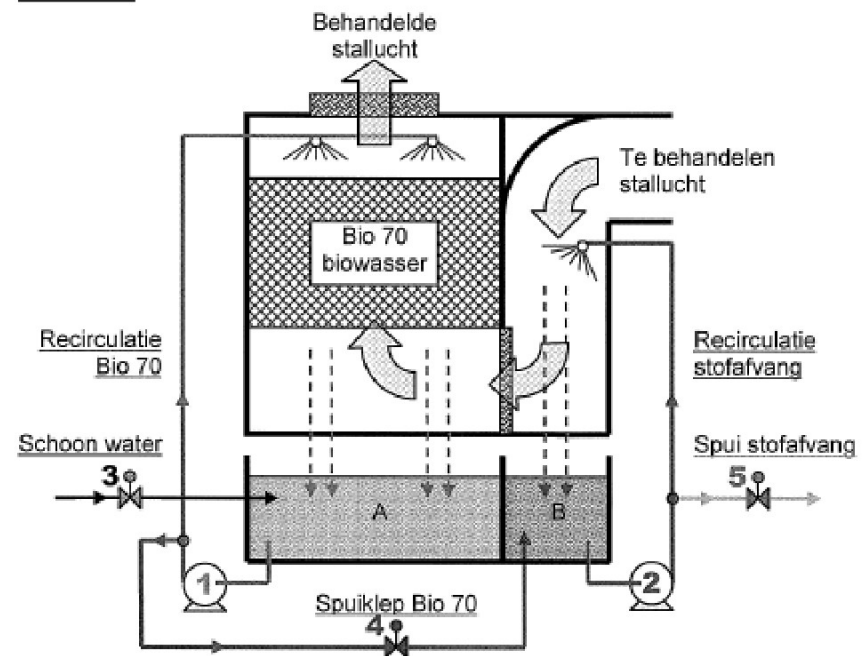 Behandelde
stallucht
Te behandelen
stallucht
Bio 70
biowasser
Recirculatie
Bio 70
Recirculatie
stofafvang
Schoon water
3
Spui stofafvang
5
A
B
1
2
Spuiklep Bio 70
4